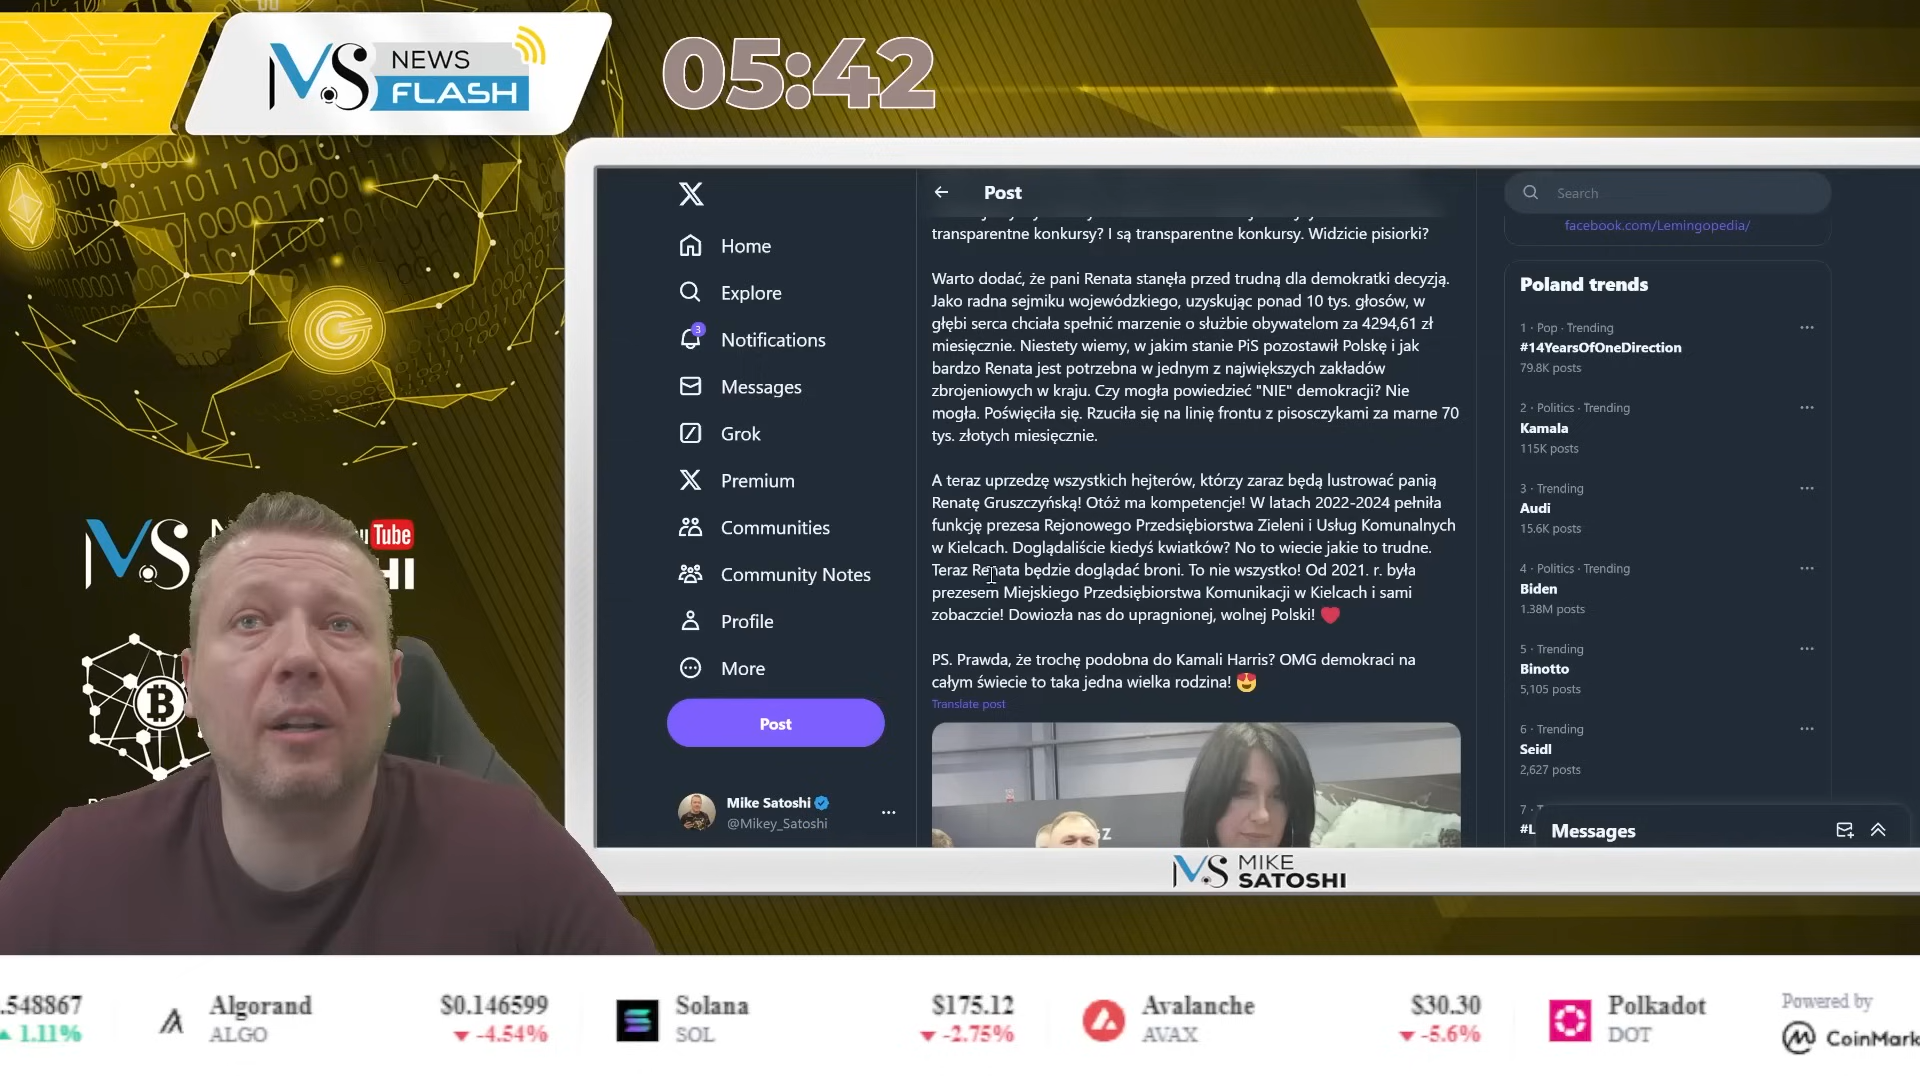 MS NEWS FLASH
05:42
You Tube
HI
X
Home
Explore
3
Notifications
Messages
Grok
Premium
Communities
Community Notes
Profile
More
Post
Mike Satoshi
@Mikey_Satoshi
Post
transparentne konkursy? I są transparentne konkursy. Widzicie pisiorki?
Warto dodać, że pani Renata stanęła przed trudną dla demokratki decyzją.
Jako radna sejmiku wojewódzkiego, uzyskując ponad 10 tys. głosów, w
głębi serca chciała spełnić marzenie o służbie obywatelom za 4294,61 zł
miesięcznie. Niestety wiemy, w jakim stanie PiS pozostawił Polskę i jak
bardzo Renata jest potrzebna w jednym z największych zakładów
zbrojeniowych w kraju. Czy mogła powiedzieć "NIE" demokracji? Nie
mogła. Poświęciła się. Rzuciła się na linię frontu z pisosczykami za marne 70
tys. złotych miesięcznie.
A teraz uprzedzę wszystkich hejterów, którzy zaraz będą lustrować panią
Renatę Gruszczyńską! Otóż ma kompetencje! W latach 2022-2024 pełniła
funkcję prezesa Rejonowego Przedsiębiorstwa Zieleni i Usług Komunalnych
w Kielcach. Doglądaliście kiedyś kwiatków? No to wiecie jakie to trudne.
Teraz Renata będzie doglądać broni. To nie wszystko! Od 2021. r. była
prezesem Miejskiego Przedsiębiorstwa Komunikacji w Kielcach i sami
zobaczcie! Dowiozła nas do upragnionej, wolnej Polski! ❤️
PS. Prawda, że trochę podobna do Kamali Harris? OMG demokraci na
całym świecie to taka jedna wielka rodzina! 😍
Translate post
Search
facebook.com/Lemingopedia/
Poland trends
1 · Pop · Trending
#14YearsOfOneDirection
79.8K posts
2 · Politics · Trending
Kamala
115K posts
3 · Trending
Audi
15.6K posts
4 · Politics · Trending
Biden
1.38M posts
5 · Trending
Binotto
5,105 posts
6 · Trending
Seidl
2,627 posts
7 · T
#L
Messages
MS MIKE SATOSHI
.548867
1.11%
Algorand
ALGO
$0.146599
-4.54%
Solana
SOL
$175.12
-2.75%
Avalanche
AVAX
$30.30
-5.6%
Polkadot
DOT
Powered by
CoinMark